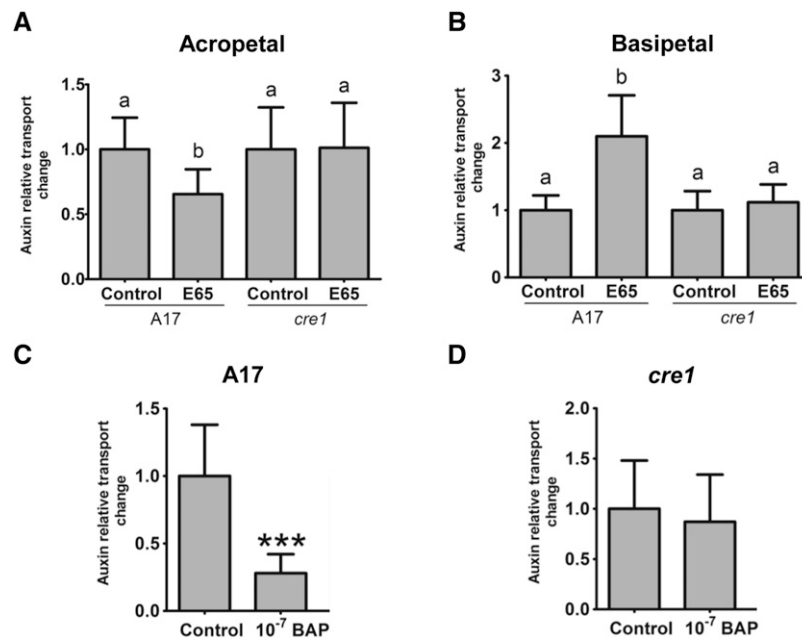 A
Acropetal
Auxin relative transport
change
1.5
1.0
0.5
0.0
a
b
a
a
Control E65 Control E65
A17 cre1
B
Basipetal
Auxin relative transport
change
3
2
1
0
a
b
a
a
Control E65 Control E65
A17 cre1
C
A17
Auxin relative transport
change
1.5
1.0
0.5
0.0
***
Control 10⁻⁷ BAP
D
cre1
Auxin relative transport
change
2.0
1.5
1.0
0.5
0.0
Control 10⁻⁷ BAP